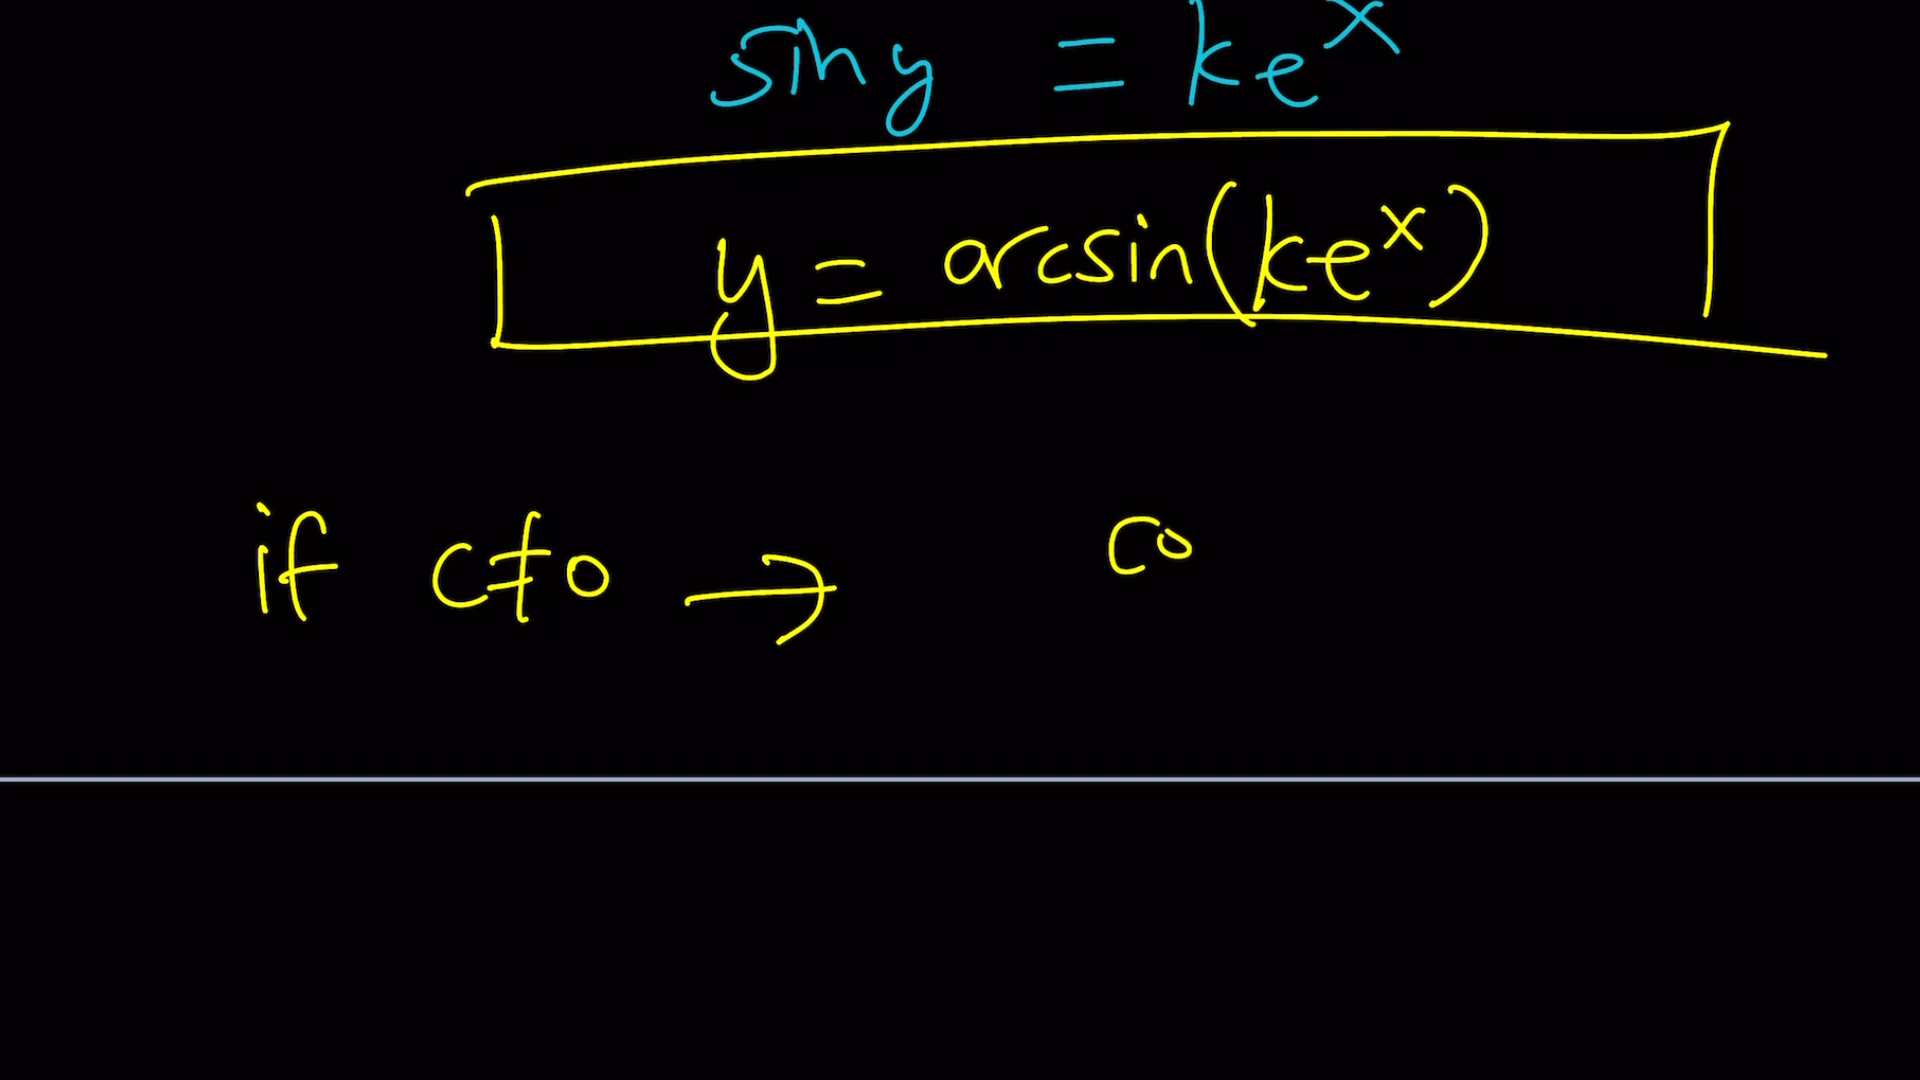 sin y = ke^x
y = arcsin(ke^x)
if c≠0 → co